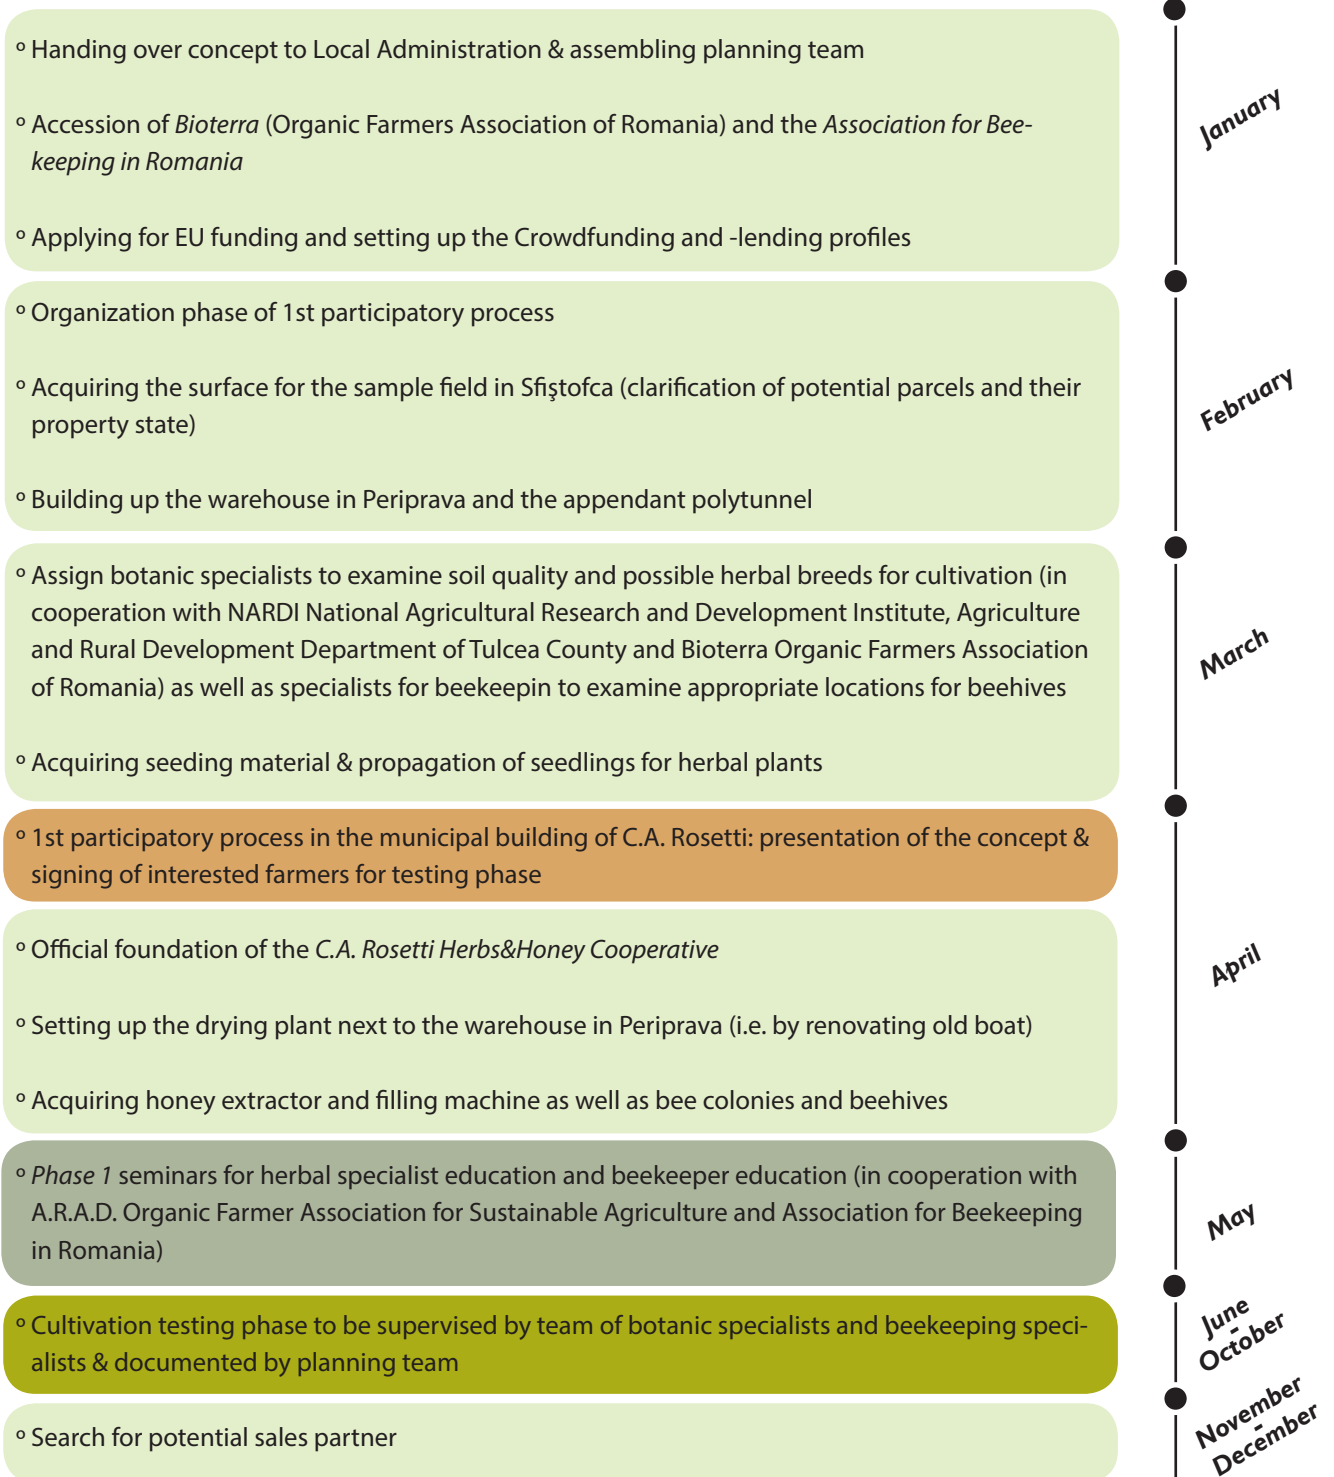 º Handing over concept to Local Administration & assembling planning team
º Accession of Bioterra (Organic Farmers Association of Romania) and the Association for Bee-
keeping in Romania
º Applying for EU funding and setting up the Crowdfunding and -lending profiles
January
º Organization phase of 1st participatory process
º Acquiring the surface for the sample field in Sfiştofca (clarification of potential parcels and their
property state)
º Building up the warehouse in Periprava and the appendant polytunnel
February
º Assign botanic specialists to examine soil quality and possible herbal breeds for cultivation (in
cooperation with NARDI National Agricultural Research and Development Institute, Agriculture
and Rural Development Department of Tulcea County and Bioterra Organic Farmers Association
of Romania) as well as specialists for beekeepin to examine appropriate locations for beehives
º Acquiring seeding material & propagation of seedlings for herbal plants
March
º 1st participatory process in the municipal building of C.A. Rosetti: presentation of the concept &
signing of interested farmers for testing phase
º Official foundation of the C.A. Rosetti Herbs&Honey Cooperative
º Setting up the drying plant next to the warehouse in Periprava (i.e. by renovating old boat)
º Acquiring honey extractor and filling machine as well as bee colonies and beehives
April
º Phase 1 seminars for herbal specialist education and beekeeper education (in cooperation with
A.R.A.D. Organic Farmer Association for Sustainable Agriculture and Association for Beekeeping
in Romania)
May
º Cultivation testing phase to be supervised by team of botanic specialists and beekeeping speci-
alists & documented by planning team
June
-
October
º Search for potential sales partner
November
-
December